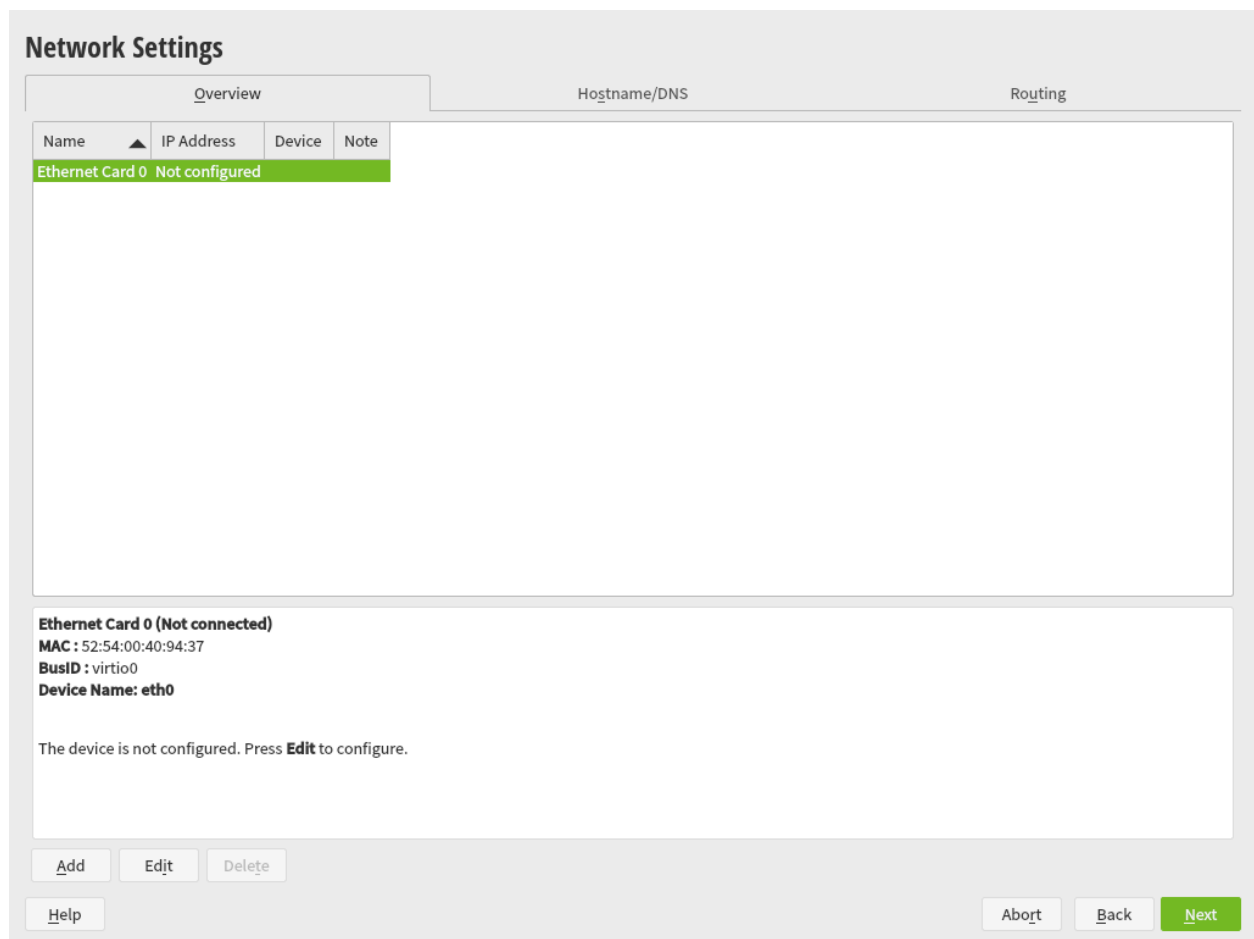 Network Settings
Overview Hostname/DNS Routing
Name IP Address Device Note
Ethernet Card 0 Not configured
Ethernet Card 0 (Not connected)
MAC : 52:54:00:40:94:37
BusID : virtio0
Device Name: eth0
The device is not configured. Press Edit to configure.
Add Edit Delete
Help Abort Back Next